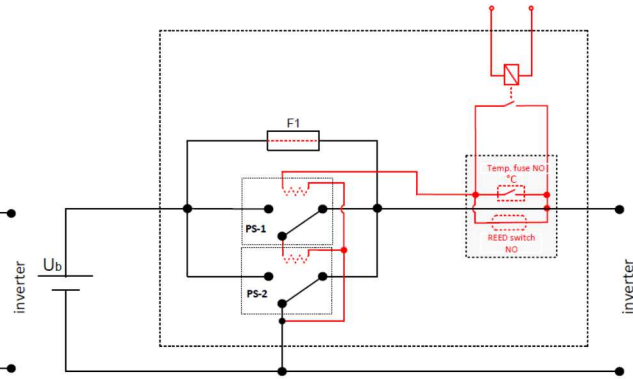 F1
Temp. fuse NO
°C
PS-1
REED switch
NO
inverter
Ub
PS-2
inverter